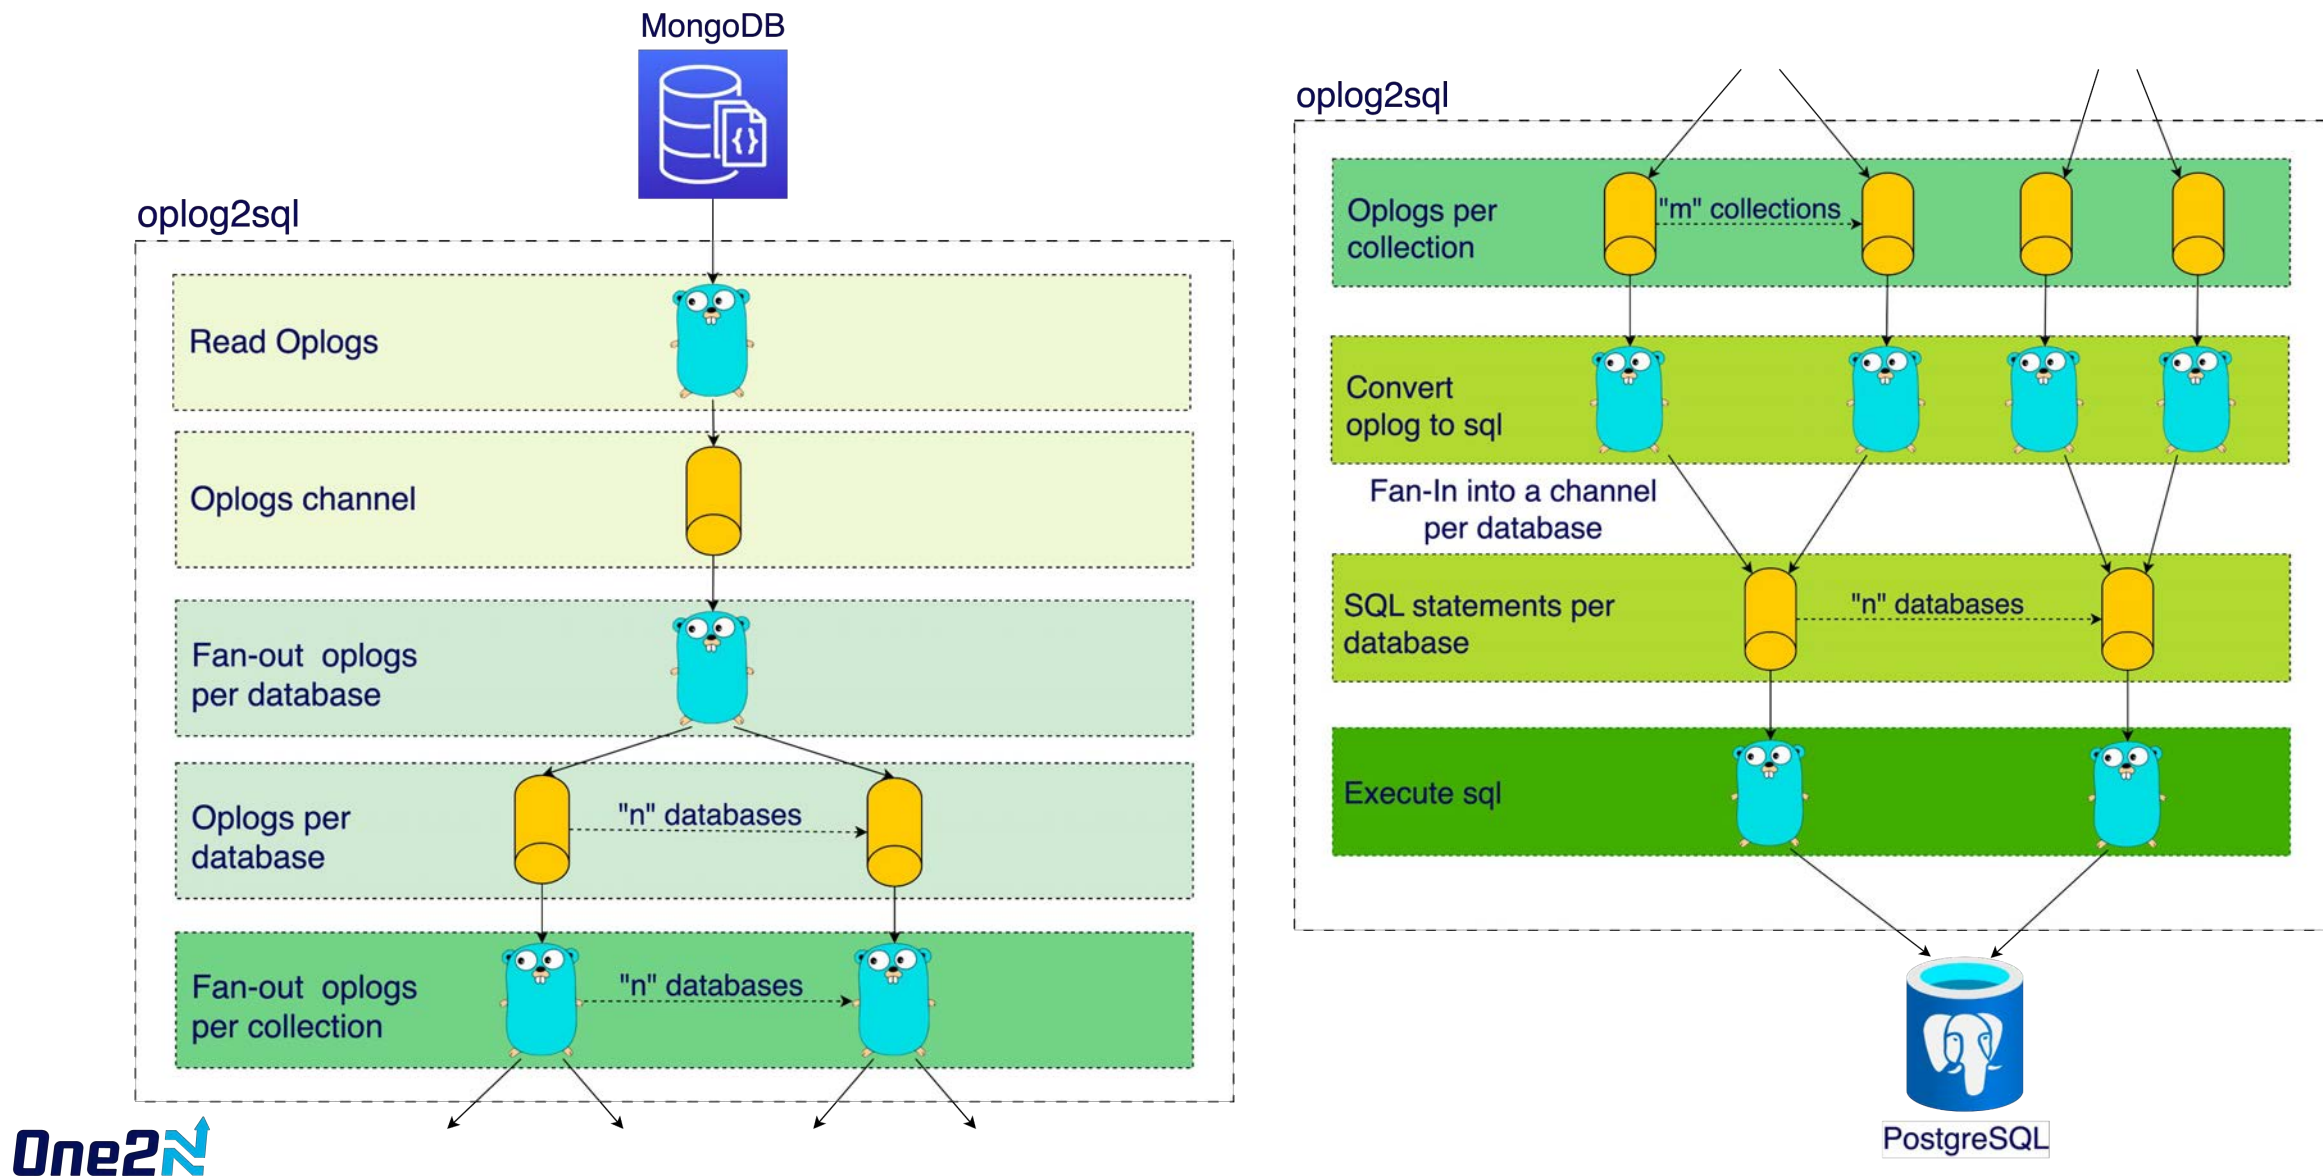 MongoDB
oplog2sql
Read Oplogs
Oplogs channel
Fan-out oplogs
per database
Oplogs per
database
"n" databases
Fan-out oplogs
per collection
"n" databases
One2N
oplog2sql
Oplogs per
collection
"m" collections
Convert
oplog to sql
Fan-In into a channel
per database
SQL statements per
database
"n" databases
Execute sql
PostgreSQL